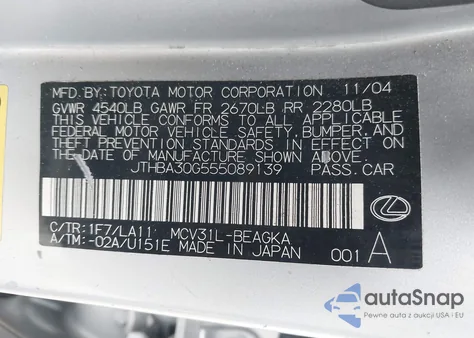 MFD. BY: TOYOTA MOTOR CORPORATION 11/04
GVWR 4540LB GAWR FR 2670LB RR 2280LB
THIS VEHICLE CONFORMS TO ALL APPLICABLE
FEDERAL MOTOR VEHICLE SAFETY, BUMPER, AND
THEFT PREVENTION STANDARDS IN EFFECT ON
THE DATE OF MANUFACTURE SHOWN ABOVE.
JTHBA30G555089139 PASS.CAR
C/TR: 1F7/LA11 MCV31L-BEAGKA
A/TM: -02A/U151E MADE IN JAPAN 001 A
autoSnap
Pewne auta z aukcji USA i EU